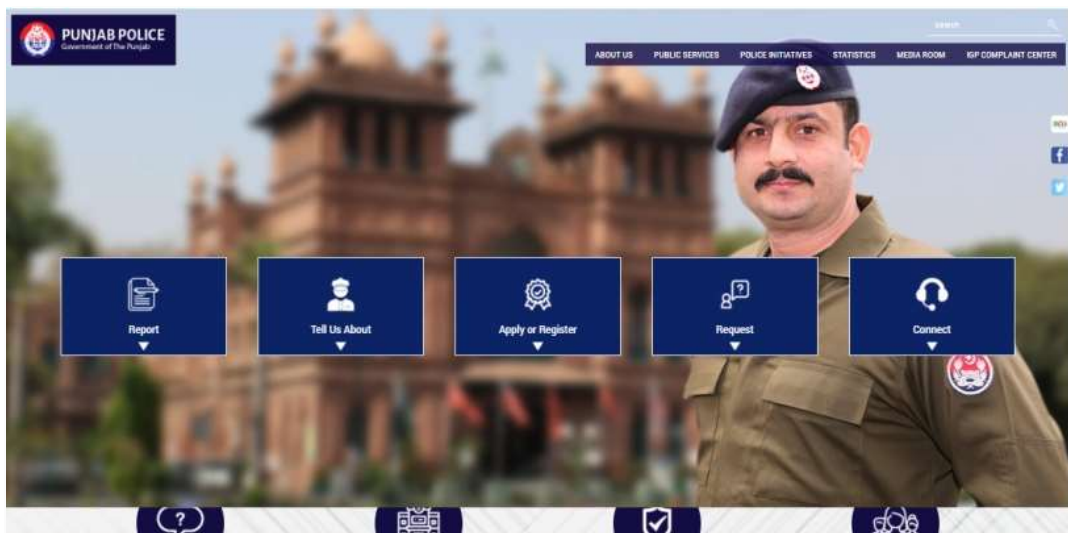 PUNJAB POLICE
Government of The Punjab
Search
ABOUT US PUBLIC SERVICES POLICE INITIATIVES STATISTICS MEDIA ROOM IGP COMPLAINT CENTER
Report
Tell Us About
Apply or Register
Request
Connect